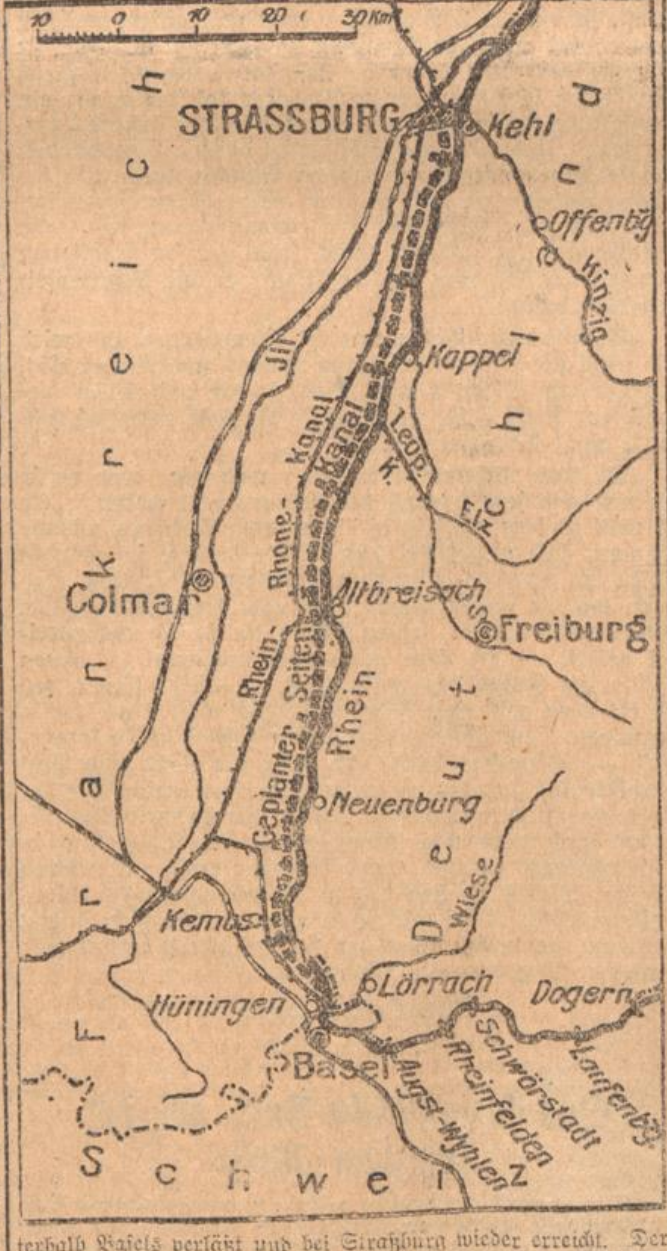 10 0 10 20 30 Km
STRASSBURG
Kehl
Offenbg
Kinzig
Jll
Kappel
Rhein-Rhone-Kanal
Geplanter Seiten Kanal
Leop. K.
Elz
Colmar
Altbreisach
Freiburg
Rhein
Neuenburg
Wiese
Kembs
Lörrach
Hüningen
Dogern
Basel
Augst-Wyhlen
Rheinfelden
Schwörstadt
Laufenbg.
Frankreich
Deutschland
Schweiz
terhalb Basels verläßt und bei Straßburg wieder erreicht. Der